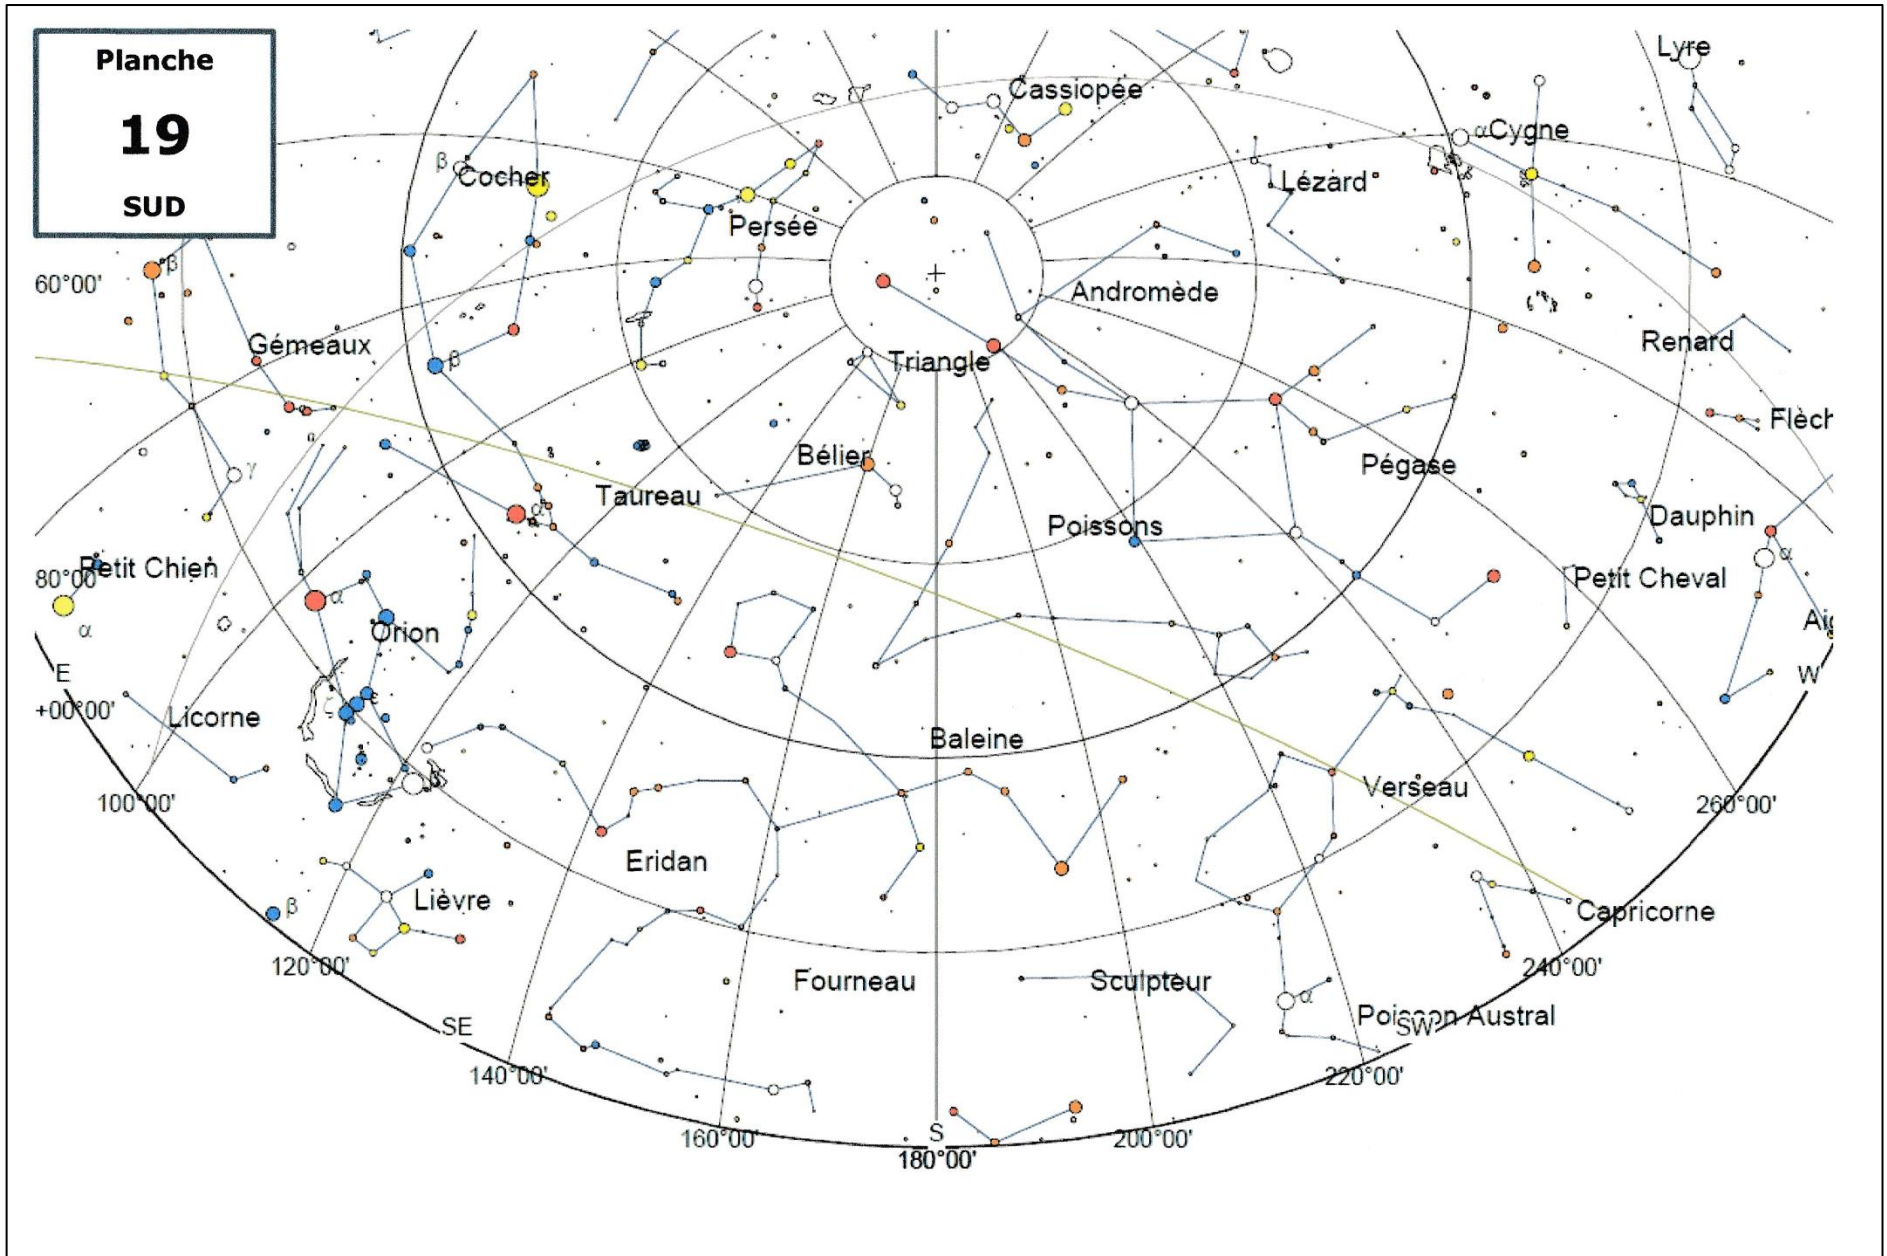 Planche
19
SUD
Lyre
Cassiopée
αCygne
β
Cocher
Lézard
Persée
β
60°00'
Andromède
Gémeaux
β
Renard
Triangle
Flèch
Bélier
Pégase
γ
Taureau
α
Poissons
Dauphin
α
Petit Chien
80°00'
Petit Cheval
α
α
Orion
Aig
E
W
+00°00'
Licorne
ζ
ε
Baleine
Verseau
100°00'
260°00'
Eridan
Lièvre
β
Capricorne
120°00'
240°00'
Fourneau
Sculpteur
α
Poisson Austral
SE
SW
140°00'
220°00'
160°00'
S
200°00'
180°00'